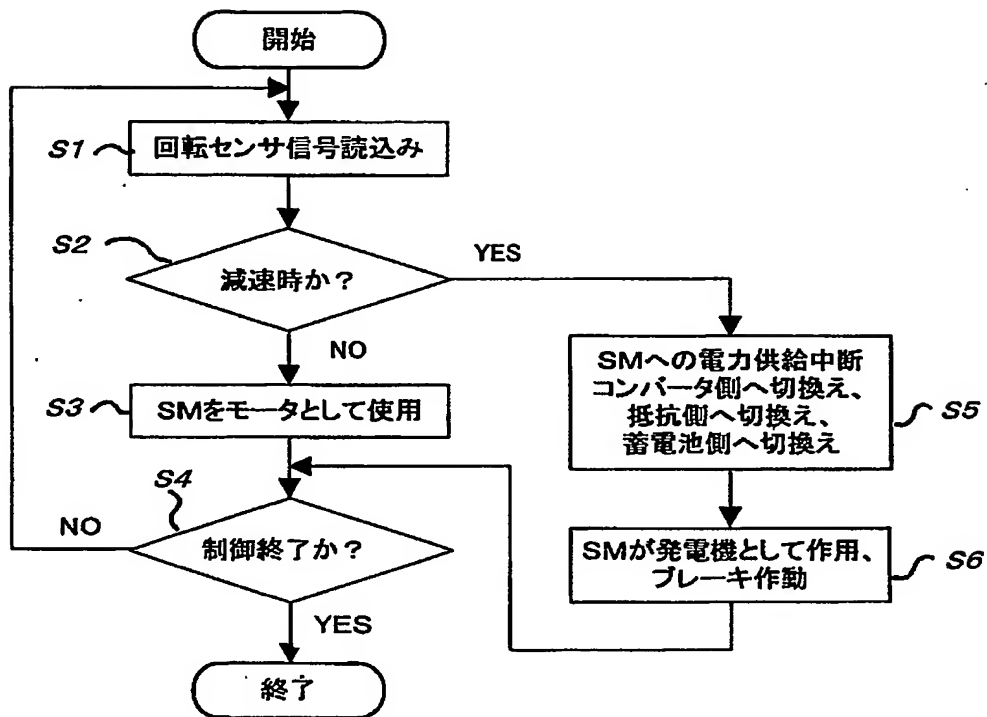 開始
S1
回転センサ信号読込み
S2
減速時か?
YES
NO
S3
SMをモータとして使用
SMへの電力供給中断
コンバータ側へ切換え、
抵抗側へ切換え、
蓄電池側へ切換え
S5
S4
NO
制御終了か?
YES
SMが発電機として作用、
ブレーキ作動
S6
終了